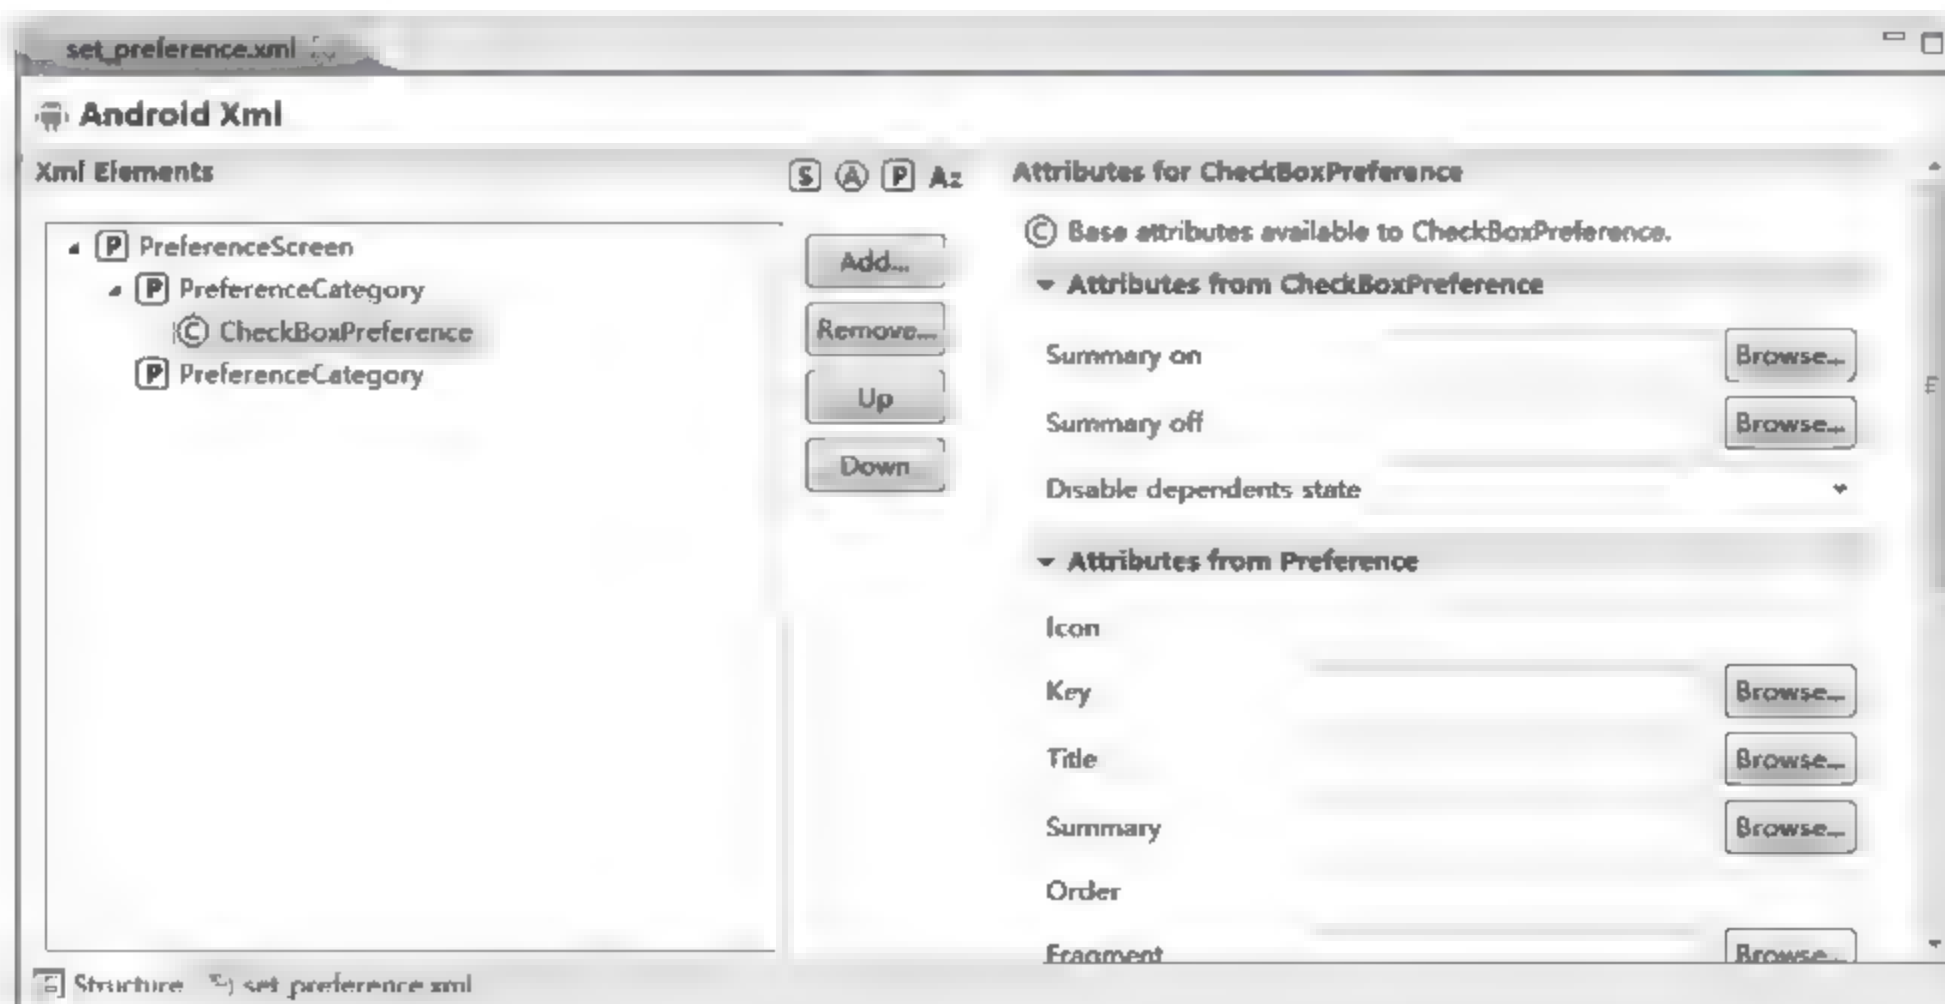 set_preference.xml
Android Xml
Xml Elements
S A P Az
PreferenceScreen
PreferenceCategory
CheckBoxPreference
PreferenceCategory
Add...
Remove...
Up
Down
Attributes for CheckBoxPreference
Base attributes available to CheckBoxPreference.
Attributes from CheckBoxPreference
Summary on Browse...
Summary off Browse...
Disable dependents state
Attributes from Preference
Icon
Key Browse...
Title Browse...
Summary Browse...
Order
Fragment Browse...
Structure set_preference.xml